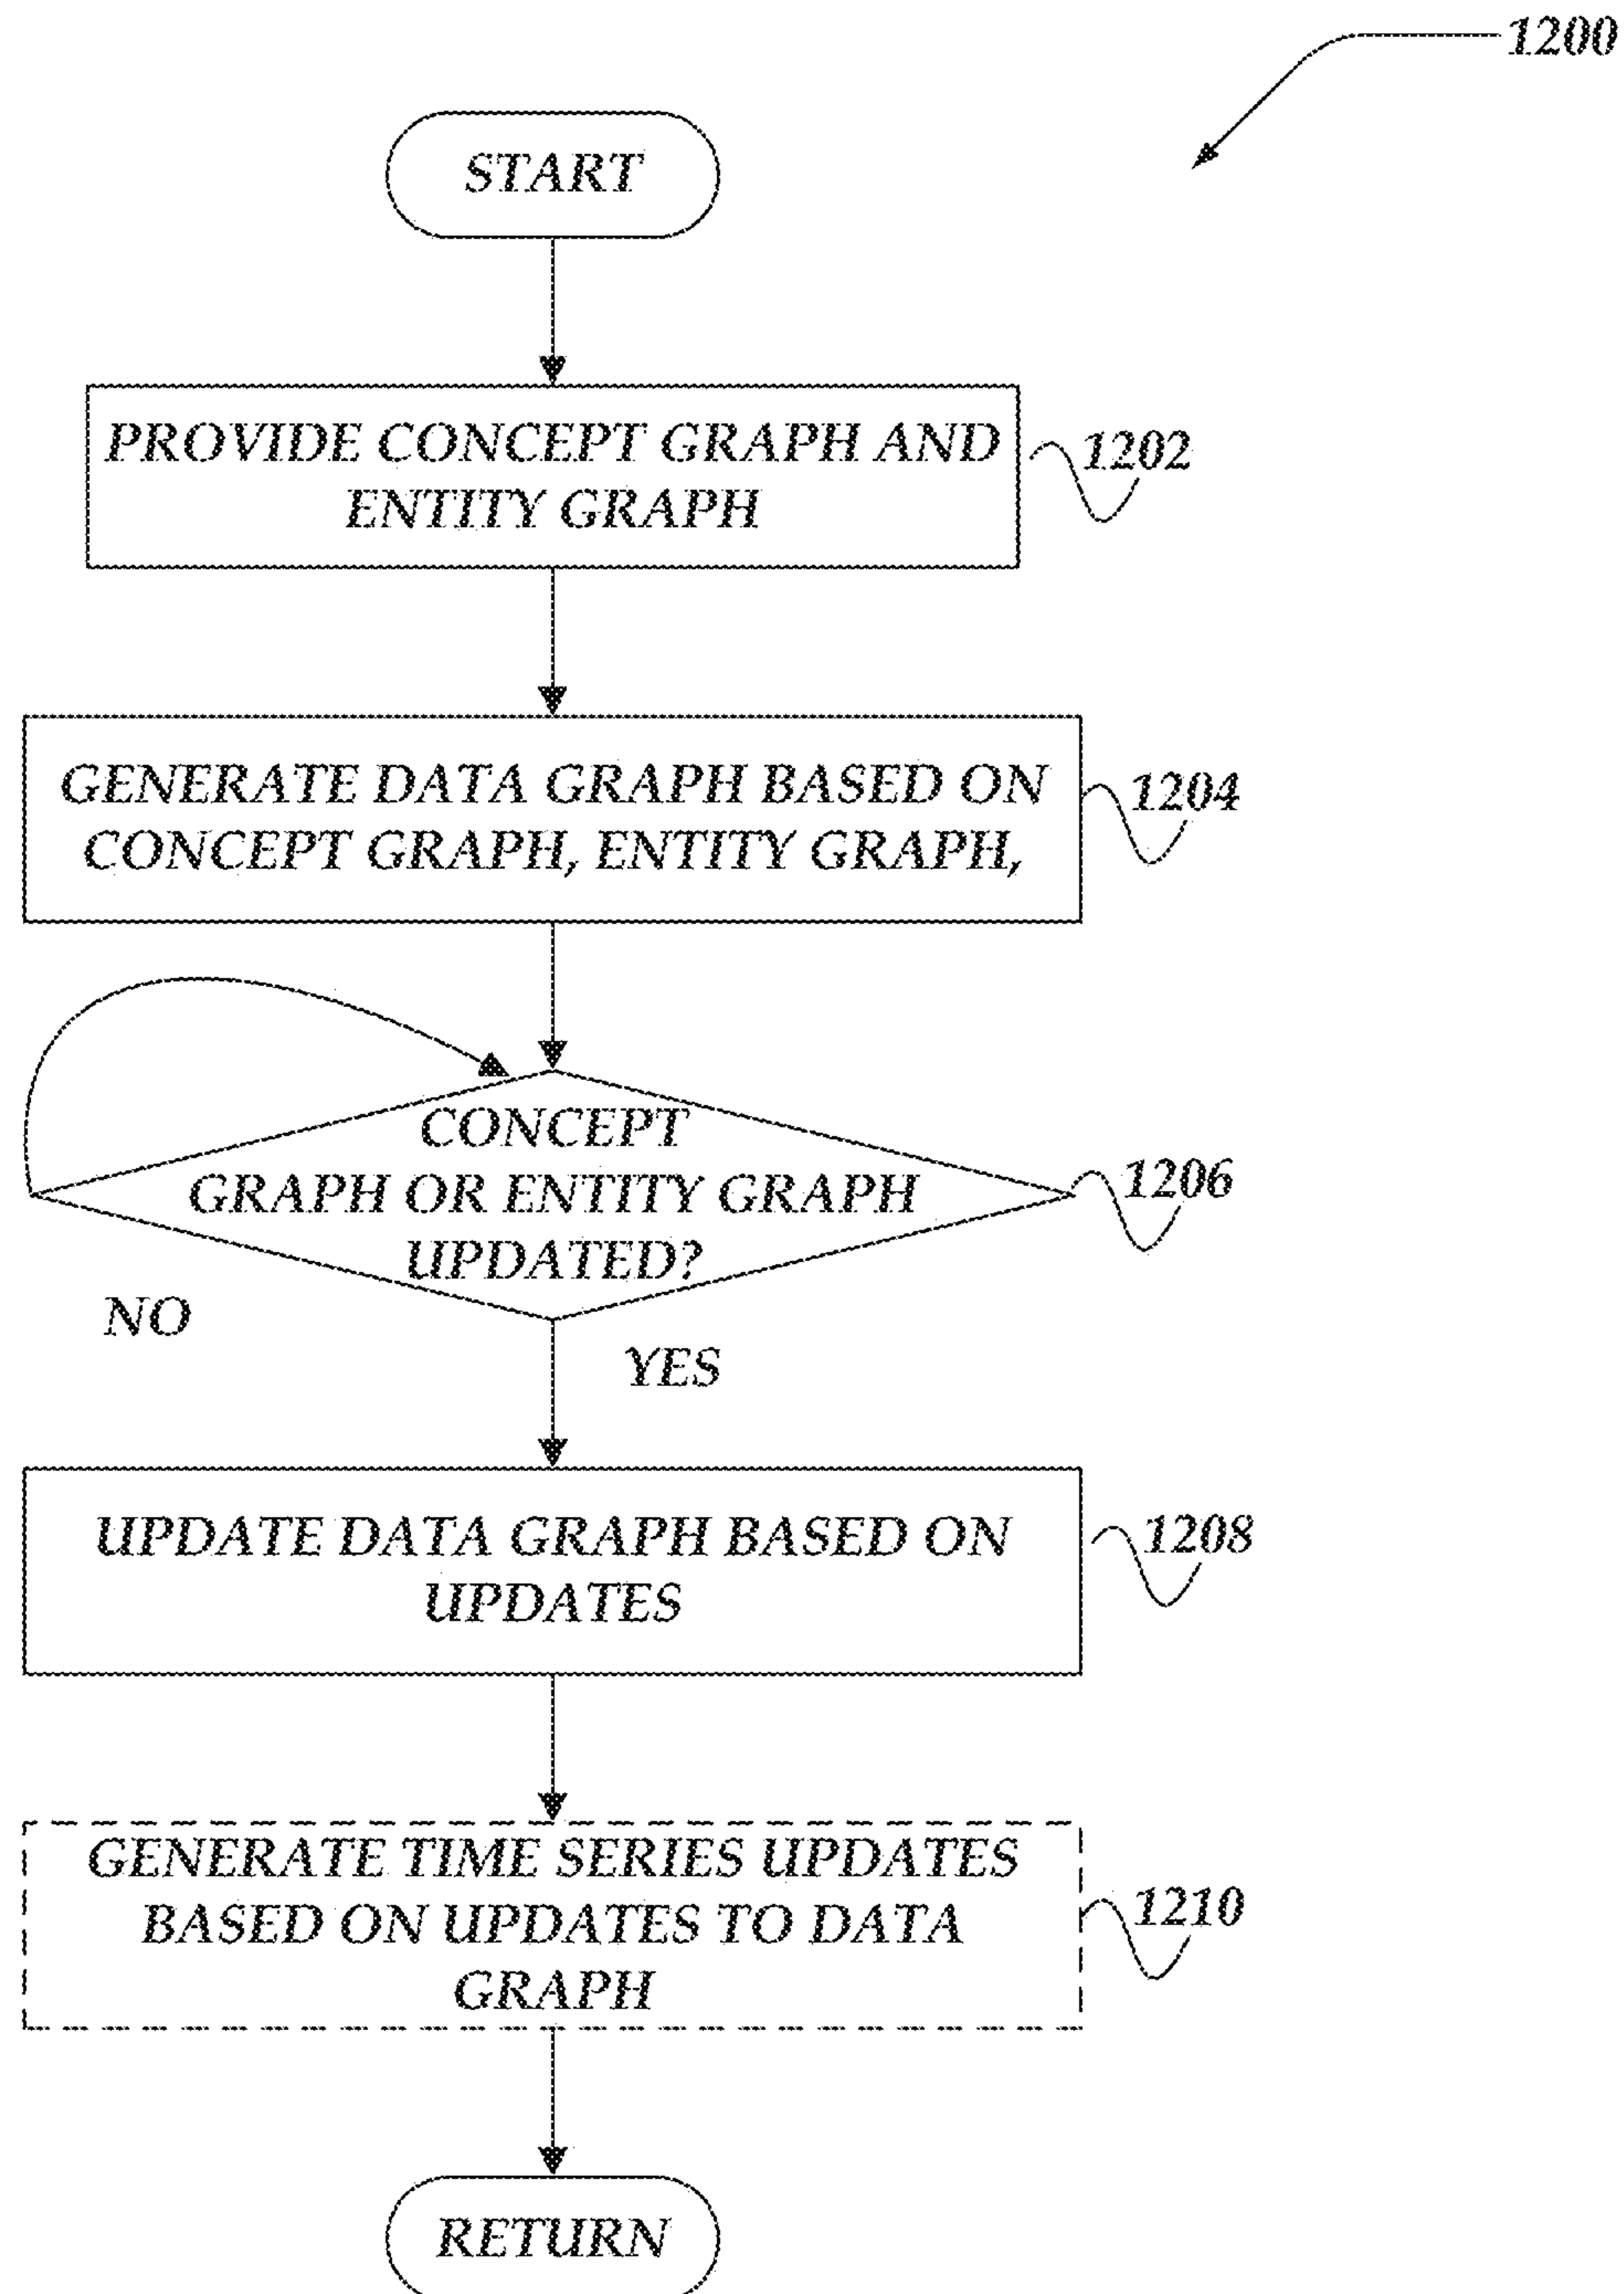 1200
START
PROVIDE CONCEPT GRAPH AND
ENTITY GRAPH
1202
GENERATE DATA GRAPH BASED ON
CONCEPT GRAPH, ENTITY GRAPH,
1204
CONCEPT
GRAPH OR ENTITY GRAPH
UPDATED?
1206
NO
YES
UPDATE DATA GRAPH BASED ON
UPDATES
1208
GENERATE TIME SERIES UPDATES
BASED ON UPDATES TO DATA
GRAPH
1210
RETURN